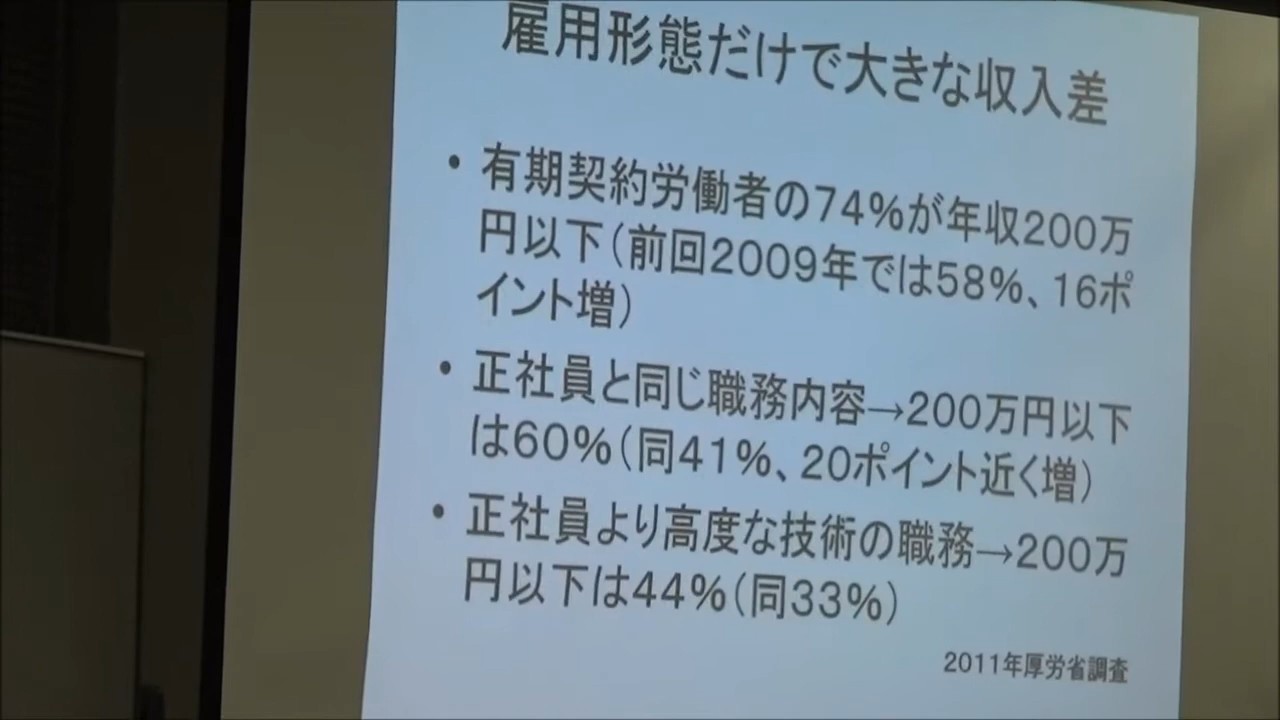 雇用形態だけで大きな収入差
• 有期契約労働者の74%が年収200万
円以下(前回2009年では58%、16ポ
イント増)
• 正社員と同じ職務内容→200万円以下
は60%(同41%、20ポイント近く増)
• 正社員より高度な技術の職務→200万
円以下は44%(同33%)
2011年厚労省調査